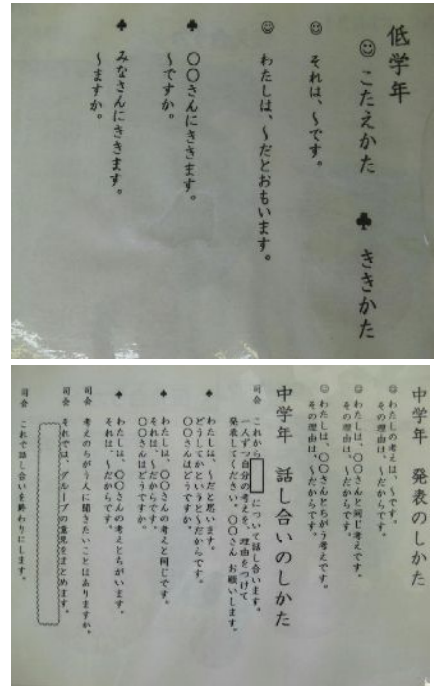 低学年
☺ こたえかた ♣ ききかた
☺ それは、～です。
☺ わたしは、～だとおもいます。
♣ 〇〇さんにききます。
～ですか。
♣ みなさんにききます。
～ますか。
中学年 発表のしかた
☺ わたしの考えは、～です。
その理由は、～だからです。
☺ わたしは、〇〇さんと同じ考えです。
その理由は、～だからです。
☺ わたしは、〇〇さんとちがう考えです。
その理由は、～だからです。
中学年 話し合いのしかた
司会 これから について話し合います。
一人ずつ自分の考えを、理由をつけて
発表してください。〇〇さん お願いします。
♠ わたしは、～だと思います。
どうしてかというと～だからです。
〇〇さんはどうですか。
♠ わたしは、〇〇さんの考えと同じです。
それは、～だからです。
〇〇さんはどうですか。
♠ わたしは、〇〇さんの考えとちがいます。
それは、～だからです。
司会 考えのちがう人に聞きたいことはありますか。
司会 それでは、グループの意見をまとめます。
司会 これで話し合いを終わりにします。